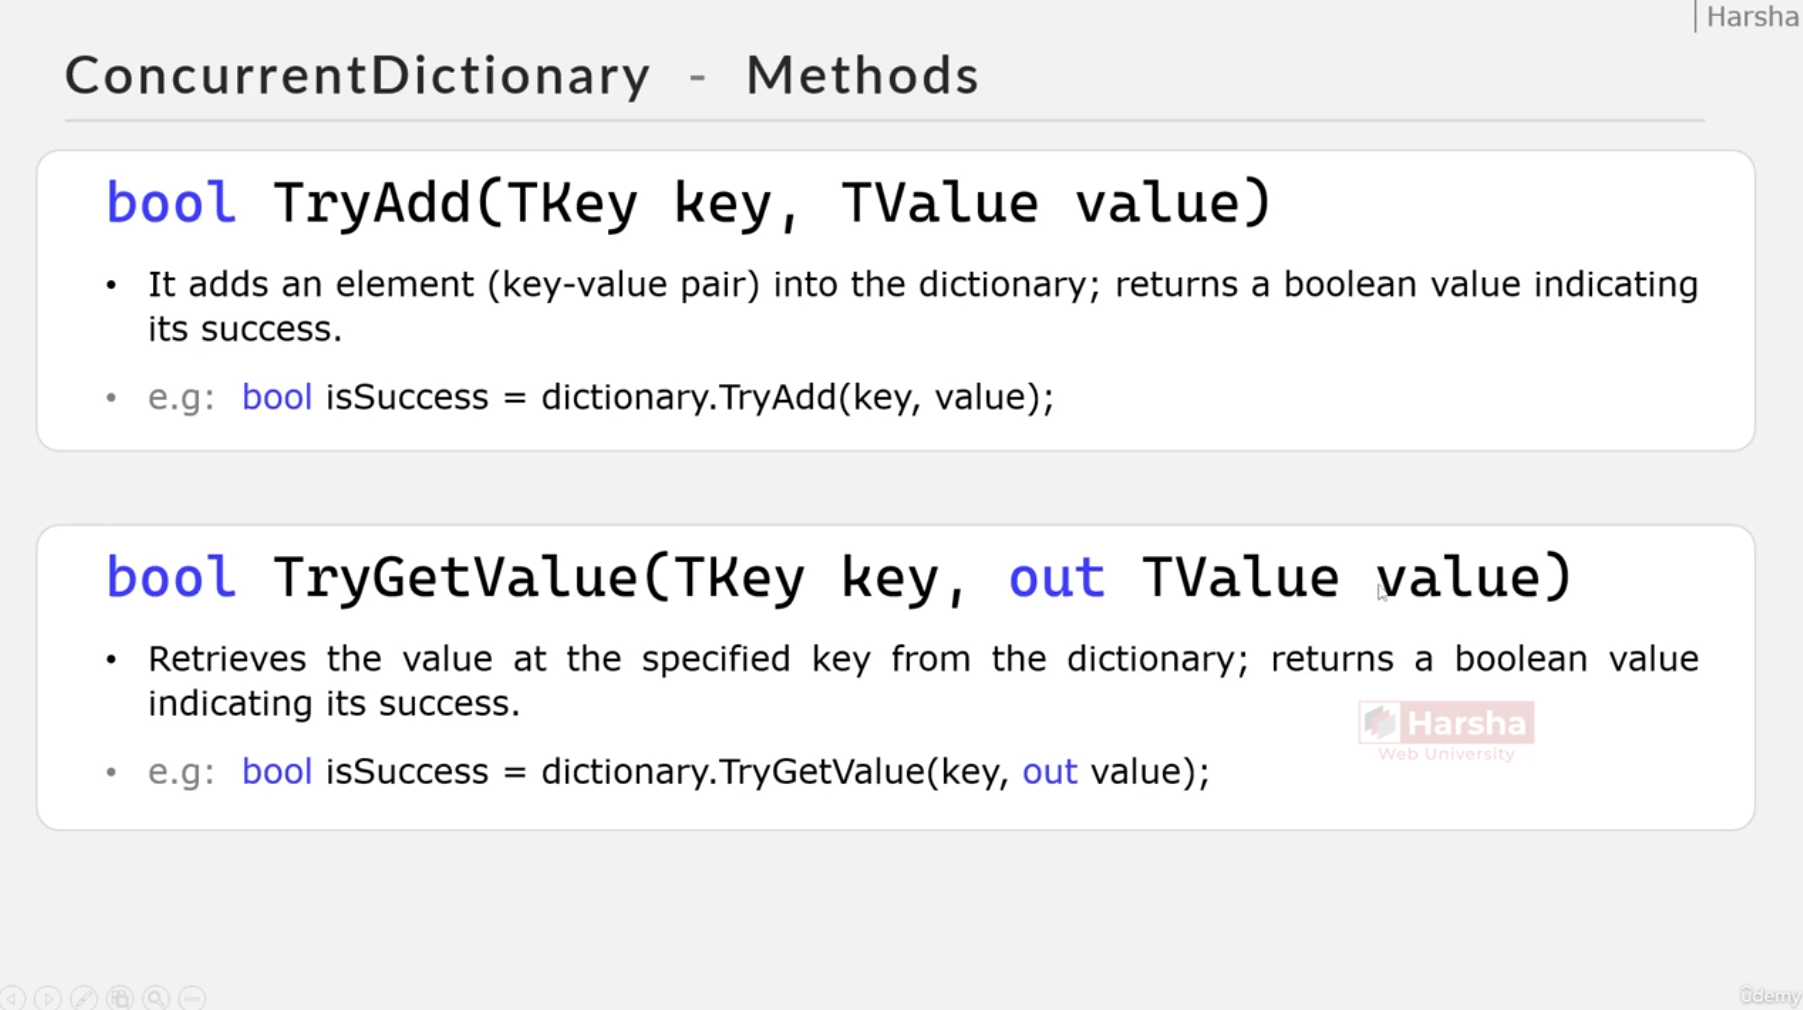 Harsha
ConcurrentDictionary - Methods
bool TryAdd(TKey key, TValue value)
• It adds an element (key-value pair) into the dictionary; returns a boolean value indicating
its success.
• e.g: bool isSuccess = dictionary.TryAdd(key, value);
bool TryGetValue(TKey key, out TValue value)
• Retrieves the value at the specified key from the dictionary; returns a boolean value
indicating its success.
Harsha
Web University
• e.g: bool isSuccess = dictionary.TryGetValue(key, out value);
ûdemy